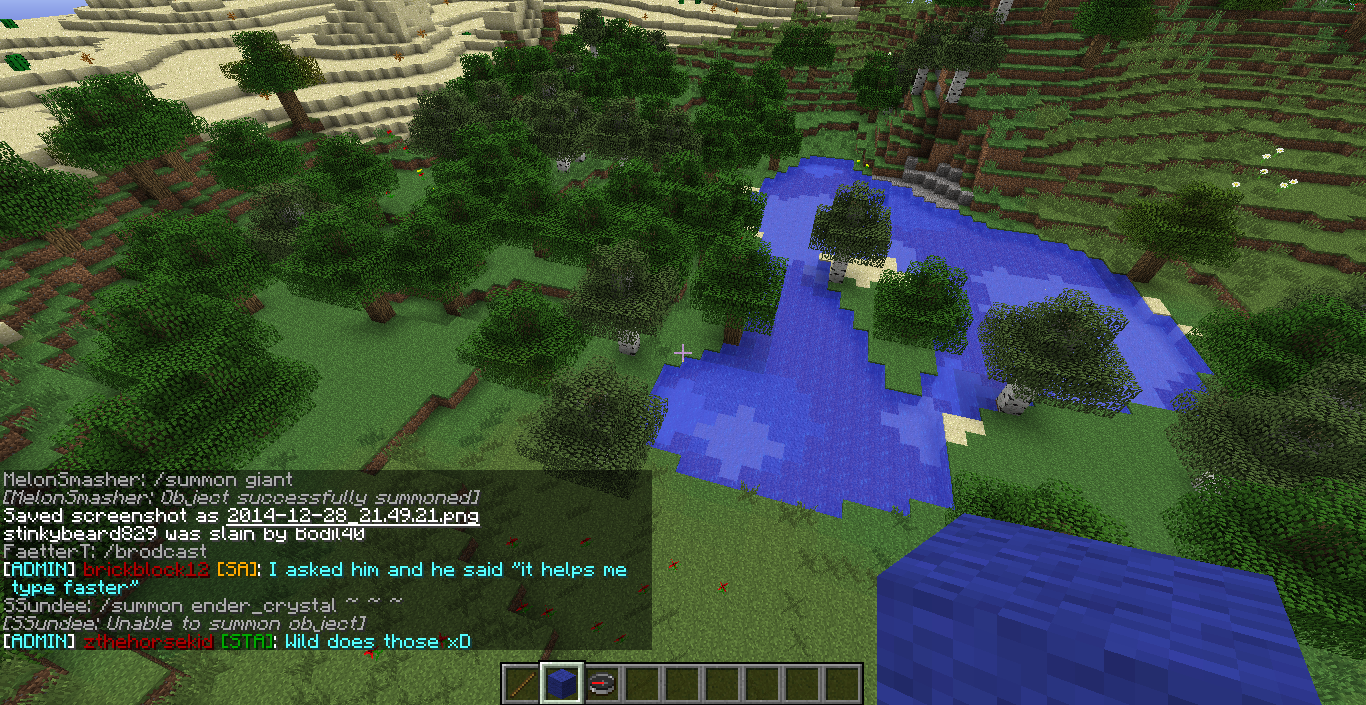 MelonSmasher: /summon giant
[MelonSmasher: Object successfully summoned]
Saved screenshot as 2014-12-28_21.49.21.png
stinkybeard829 was slain by Bodil40
FaetterT: /brodcast
[ADMIN] brickblock12 [SA]: I asked him and he said "it helps me
type faster"
SSundee: /summon ender_crystal ~ ~ ~
[SSundee: Unable to summon object]
[ADMIN] zthehorsekid [STA]: Wild does those xD